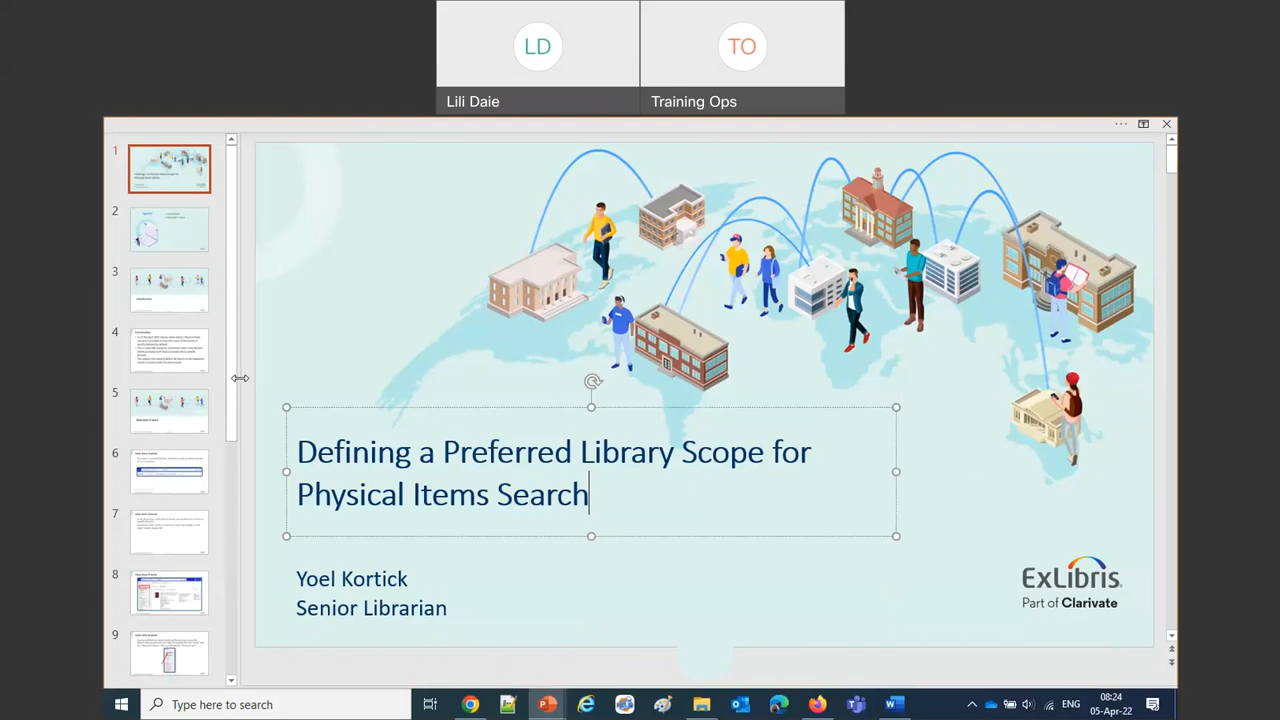 LD
TO
Lili Daie
Training Ops
1
2
3
4
5
6
7
8
9
Defining a Preferred Library Scope for
Physical Items Search
Yoel Kortick
Senior Librarian
ExLibris
Part of Clarivate
Type here to search
ENG
08:24
05-Apr-22